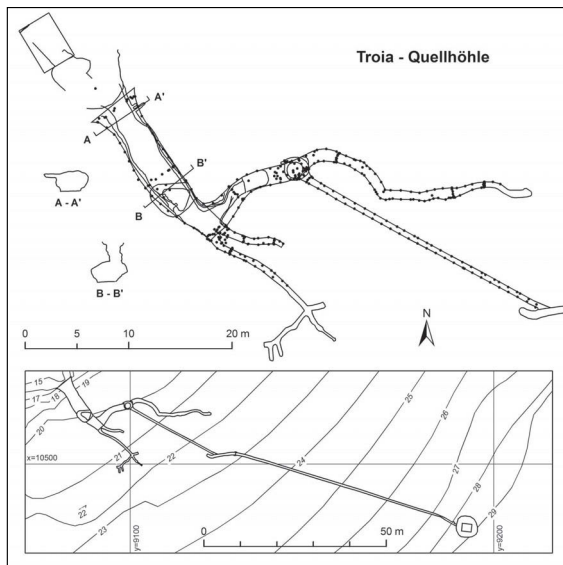 Troia - Quellhöhle
A
A'
B'
B
A - A'
B - B'
N
0 10 20 m
15
17
18
19
20
21
22
22
23
24
25
26
27
28
29
x=10500
y=9100
y=9200
0 50 m